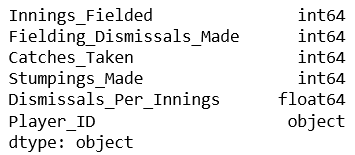 Innings_Fielded int64
Fielding_Dismissals_Made int64
Catches_Taken int64
Stumpings_Made int64
Dismissals_Per_Innings float64
Player_ID object
dtype: object